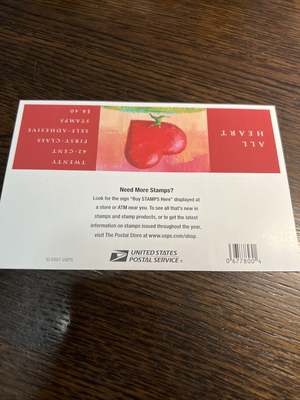 ALL
HEART
TWENTY
42-CENT
FIRST-CLASS
SELF-ADHESIVE
STAMPS
$8.40
Need More Stamps?
Look for the sign "Buy STAMPS Here" displayed at
a store or ATM near you. To see all that's new in
stamps and stamp products, or to get the latest
information on stamps issued throughout the year,
visit The Postal Store at www.usps.com/shop.
UNITED STATES
POSTAL SERVICE®
© 2007 USPS
0 677800 4